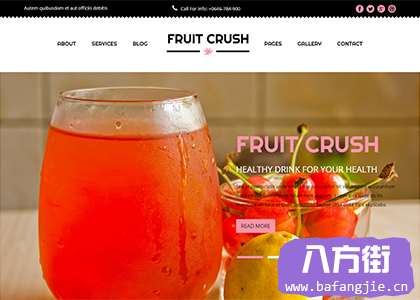 Autem quibusdam et aut officiis debitis
Call For Info: +0646-784-900
ABOUT SERVICES BLOG FRUIT CRUSH PAGES GALLERY CONTACT
FRUIT CRUSH
HEALTHY DRINK FOR YOUR HEALTH
READ MORE
八方街
www.bafangjie.cn